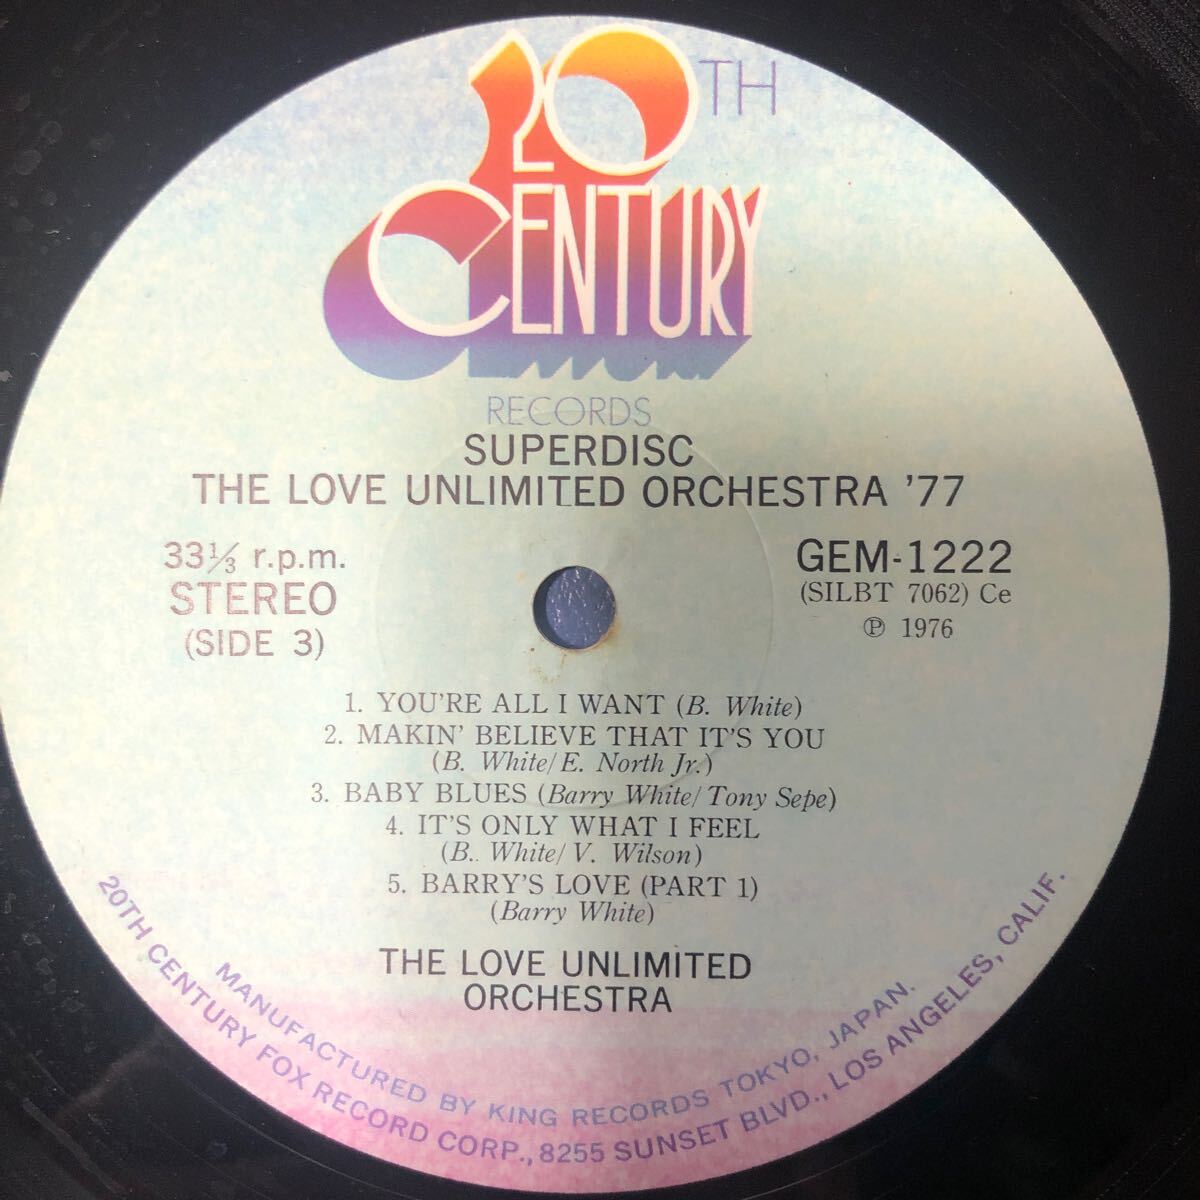 20TH
CENTURY
RECORDS
SUPERDISC
THE LOVE UNLIMITED ORCHESTRA '77
33⅓ r.p.m.
STEREO
(SIDE 3)
GEM-1222
(SILBT 7062) Ce
℗ 1976
1. YOU'RE ALL I WANT (B. White)
2. MAKIN' BELIEVE THAT IT'S YOU
(B. White/E. North Jr.)
3. BABY BLUES (Barry White/Tony Sepe)
4. IT'S ONLY WHAT I FEEL
(B. White/V. Wilson)
5. BARRY'S LOVE (PART 1)
(Barry White)
THE LOVE UNLIMITED
ORCHESTRA
MANUFACTURED BY KING RECORDS TOKYO, JAPAN.
20TH CENTURY FOX RECORD CORP., 8255 SUNSET BLVD., LOS ANGELES, CALIF.